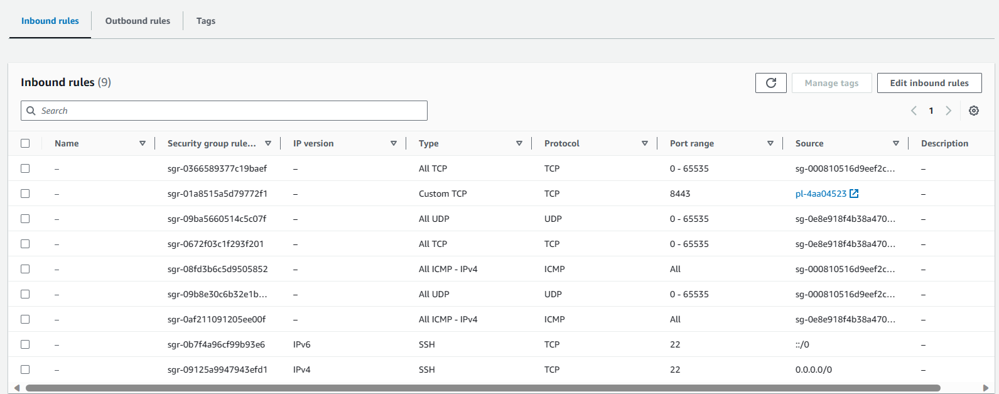 Inbound rules Outbound rules Tags
Inbound rules (9) Manage tags Edit inbound rules
Search 1
Name Security group rule... IP version Type Protocol Port range Source Description
– sgr-0366589377c19baef – All TCP TCP 0 - 65535 sg-000810516d9eef2c... –
– sgr-01a8515a5d79772f1 – Custom TCP TCP 8443 pl-4aa04523 –
– sgr-09ba5660514c5c07f – All UDP UDP 0 - 65535 sg-0e8e918f4b38a470... –
– sgr-0672f03c1f293f201 – All TCP TCP 0 - 65535 sg-0e8e918f4b38a470... –
– sgr-08fd3b6c5d9505852 – All ICMP - IPv4 ICMP All sg-000810516d9eef2c... –
– sgr-09b8e30c6b32e1b... – All UDP UDP 0 - 65535 sg-000810516d9eef2c... –
– sgr-0af211091205ee00f – All ICMP - IPv4 ICMP All sg-0e8e918f4b38a470... –
– sgr-0b7f4a96cf99b93e6 IPv6 SSH TCP 22 ::/0 –
– sgr-09125a9947943efd1 IPv4 SSH TCP 22 0.0.0.0/0 –